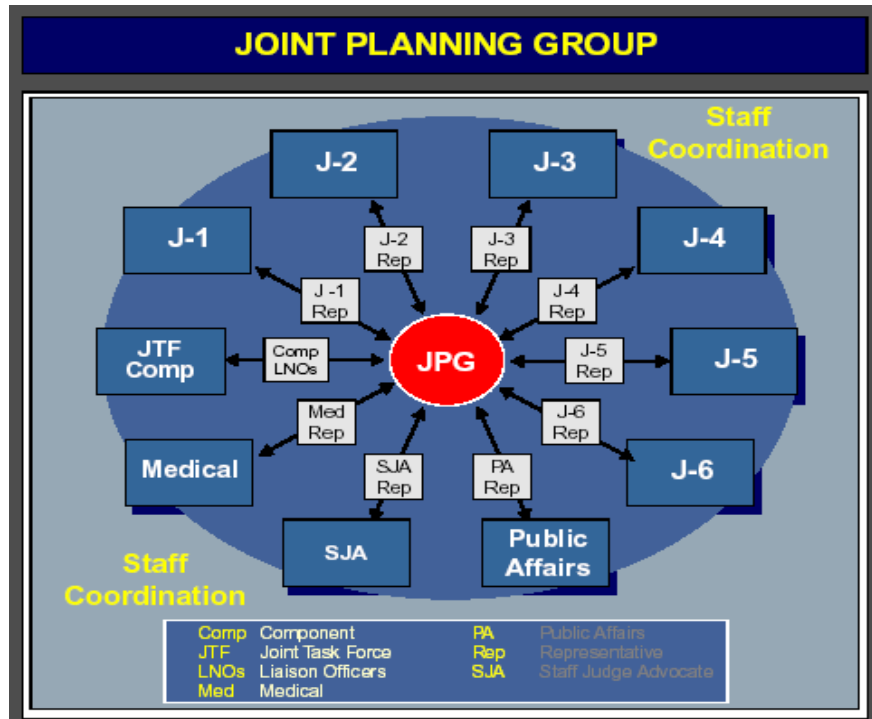 JOINT PLANNING GROUP
Staff
Coordination
J-2
J-3
J-1
J-4
J-2
Rep
J-3
Rep
J -1
Rep
J-4
Rep
JTF
Comp
Comp
LNOs
JPG
J-5
Rep
J-5
Med
Rep
J-6
Rep
Medical
J-6
SJA
Rep
PA
Rep
SJA
Public
Affairs
Staff
Coordination
Comp Component PA Public Affairs
JTF Joint Task Force Rep Representative
LNOs Liaison Officers SJA Staff Judge Advocate
Med Medical